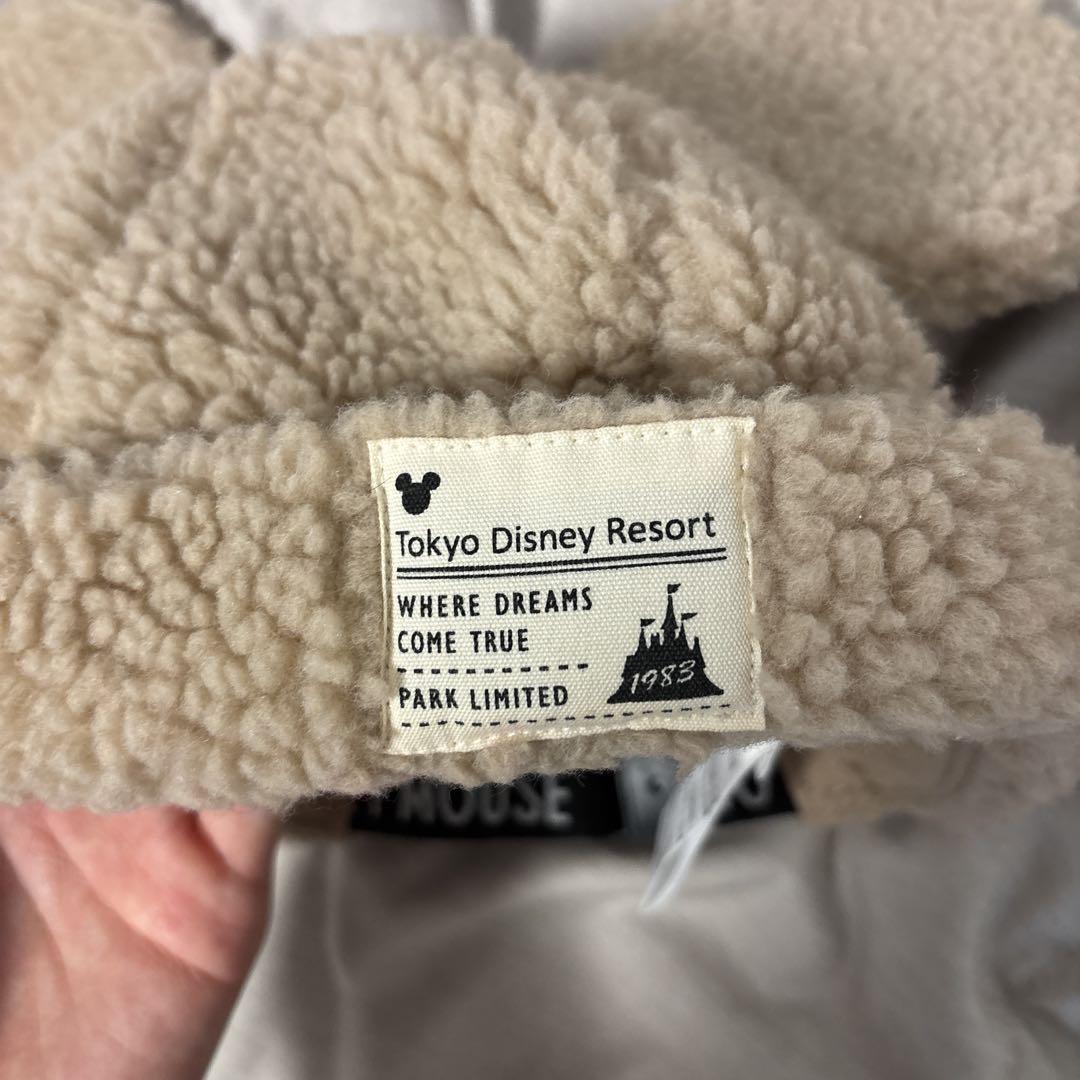 Tokyo Disney Resort
WHERE DREAMS
COME TRUE
PARK LIMITED
1983
MOUSE